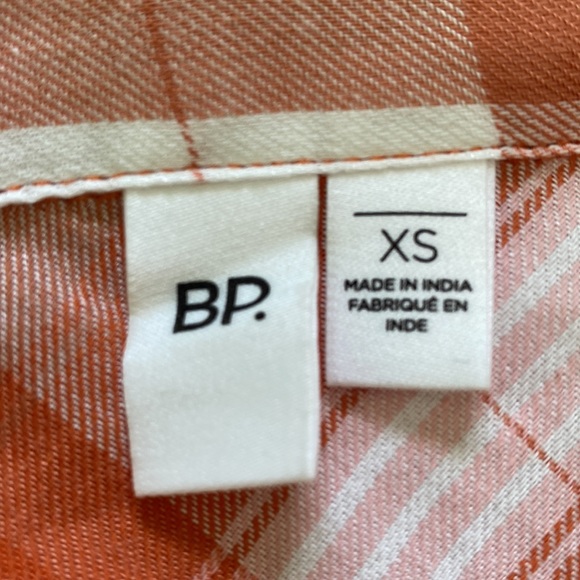 BP.
XS
MADE IN INDIA
FABRIQUÉ EN
INDE